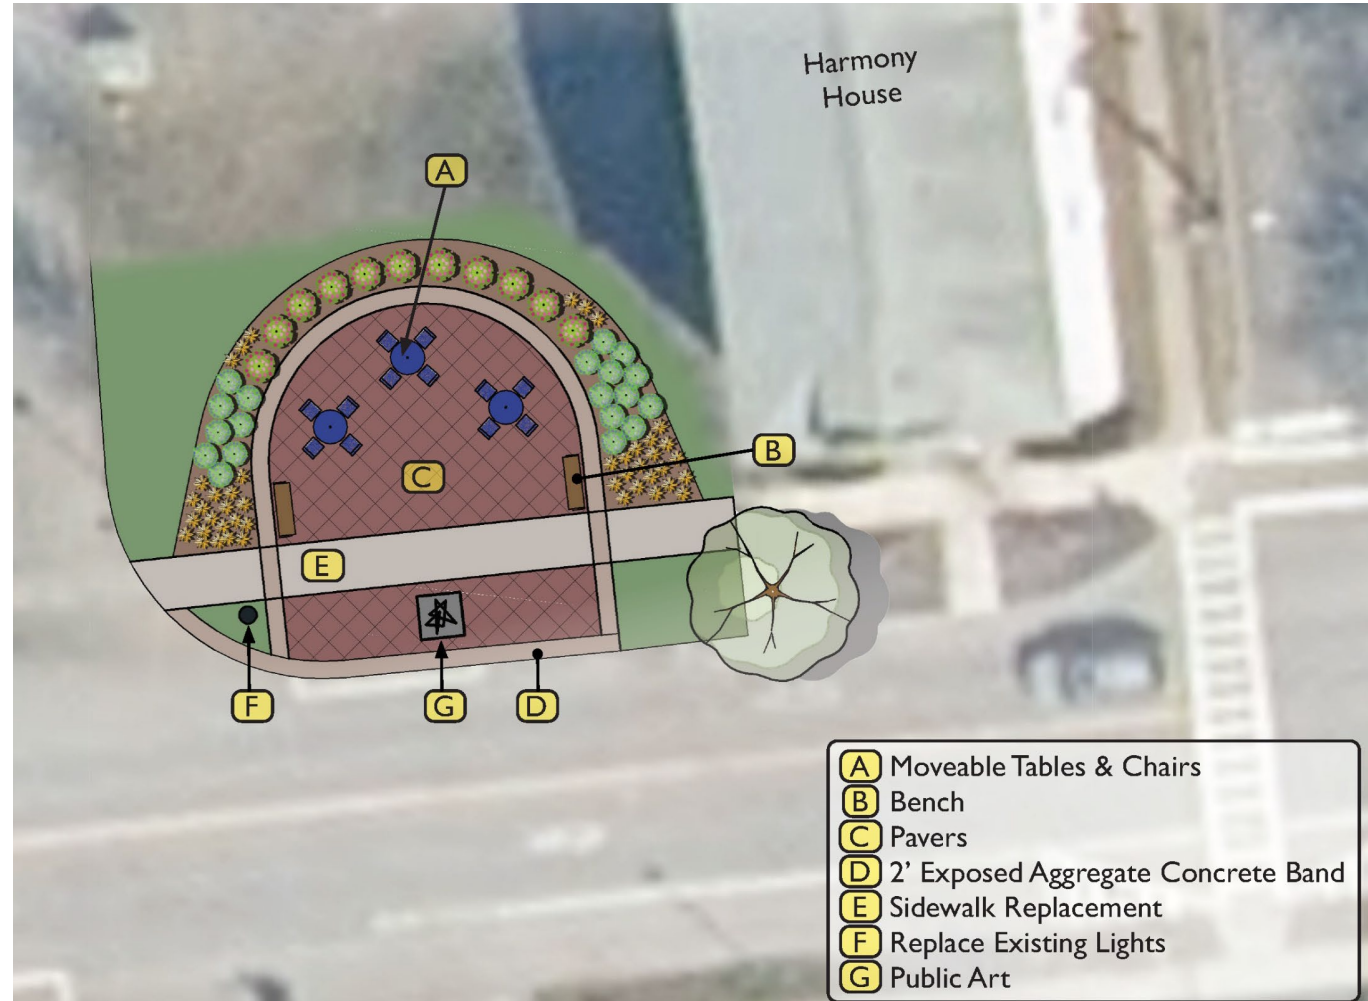 Harmony
House
A
B
C
E
F
G
D
A Moveable Tables & Chairs
B Bench
C Pavers
D 2’ Exposed Aggregate Concrete Band
E Sidewalk Replacement
F Replace Existing Lights
G Public Art